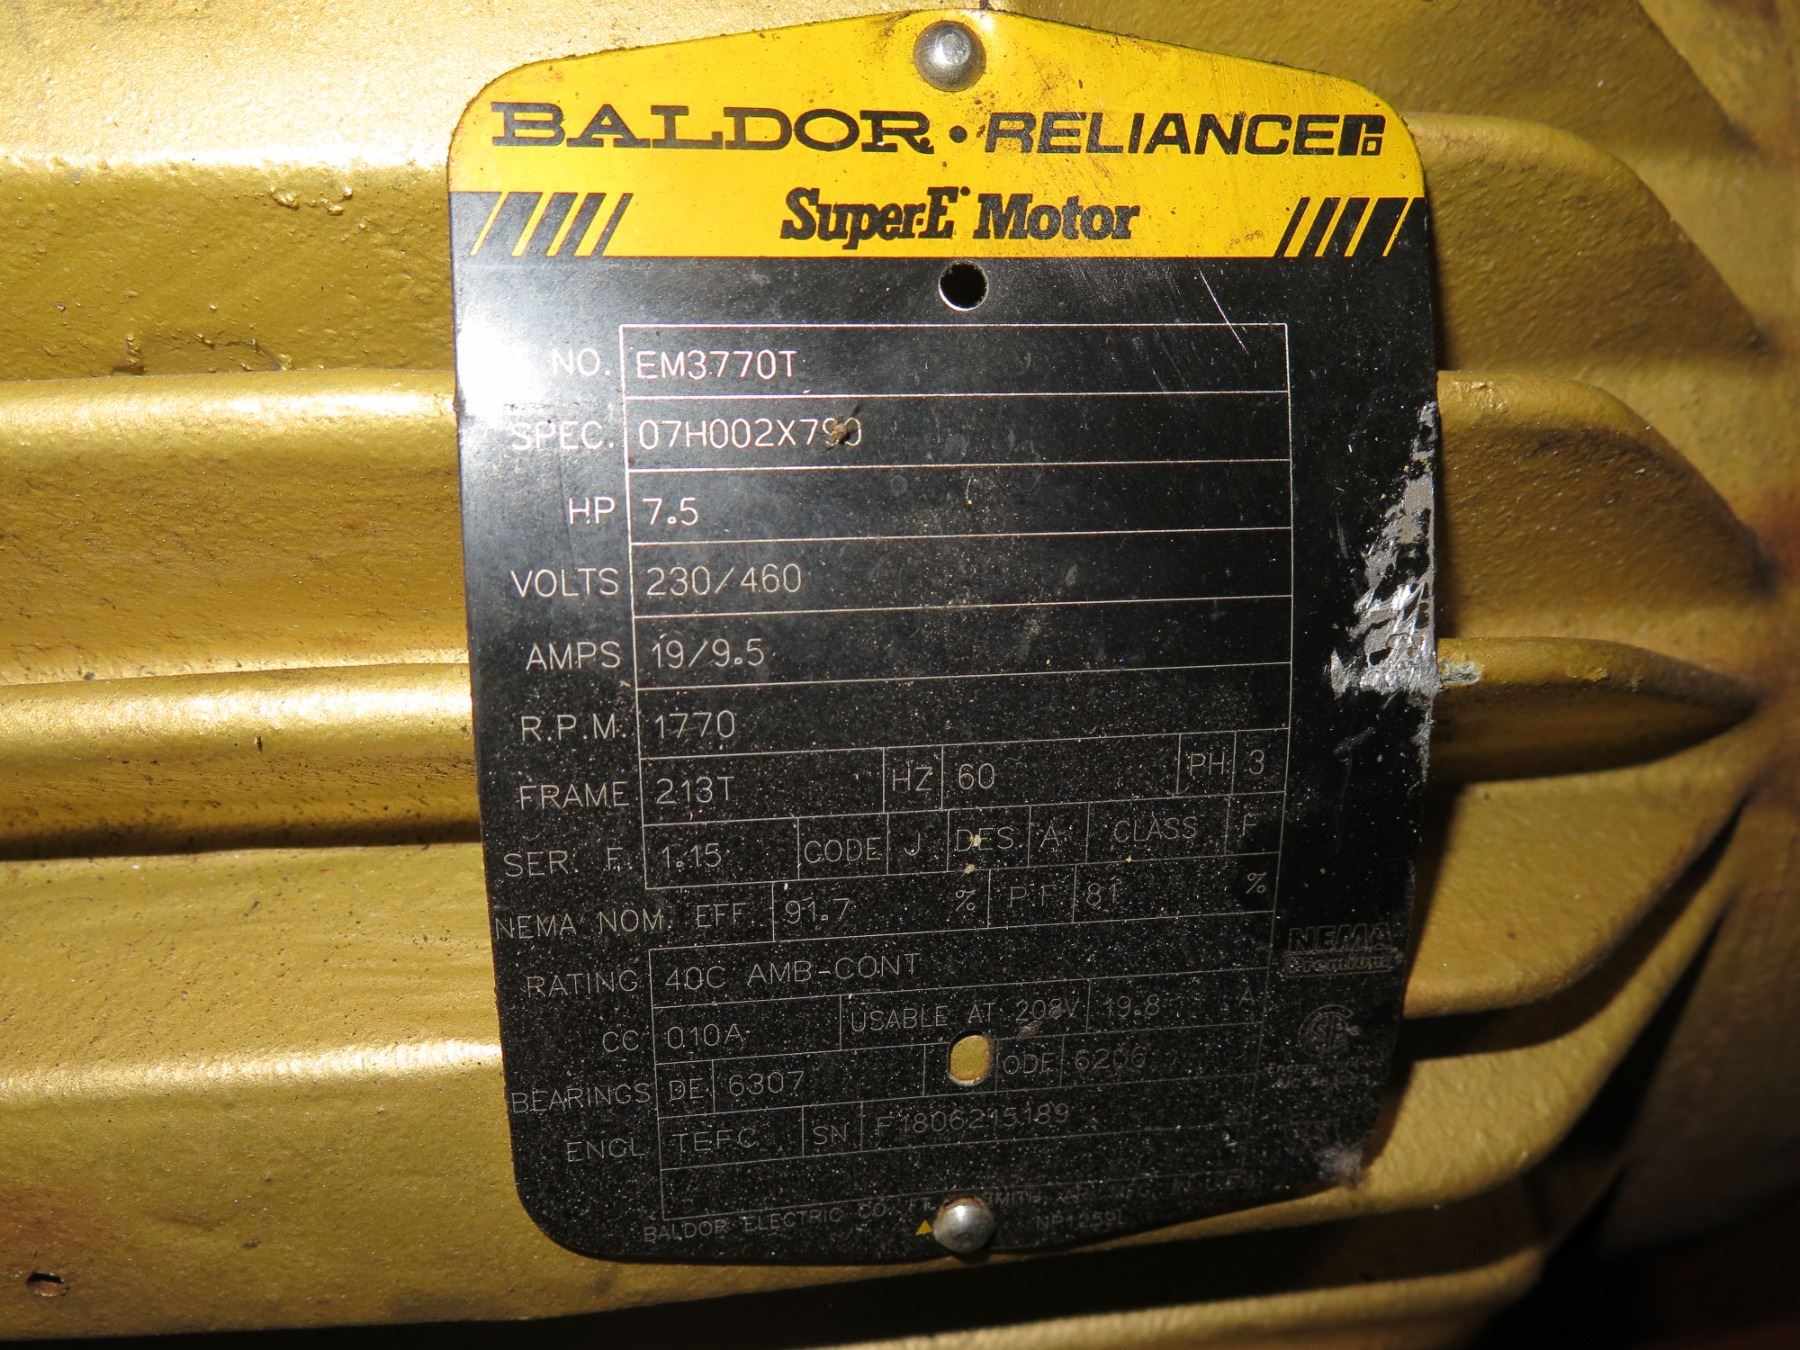 BALDOR • RELIANCE
Super-E Motor
NO. EM3770T
SPEC. 07H002X790
HP 7.5
VOLTS 230/460
AMPS 19/9.5
R.P.M. 1770
FRAME 213T HZ 60 PH 3
SER. F. 1.15 CODE J DES A CLASS F
NEMA NOM. EFF. 91.7 % P.F. 81 %
RATING 40C AMB-CONT
NEMA
Premium
CC 010A USABLE AT 208V 19.8 A
BEARINGS DE 6307 ODE 6206
ENCL TEFC SN F1806215189
BALDOR ELECTRIC CO. SMITH, AR
NP1259L